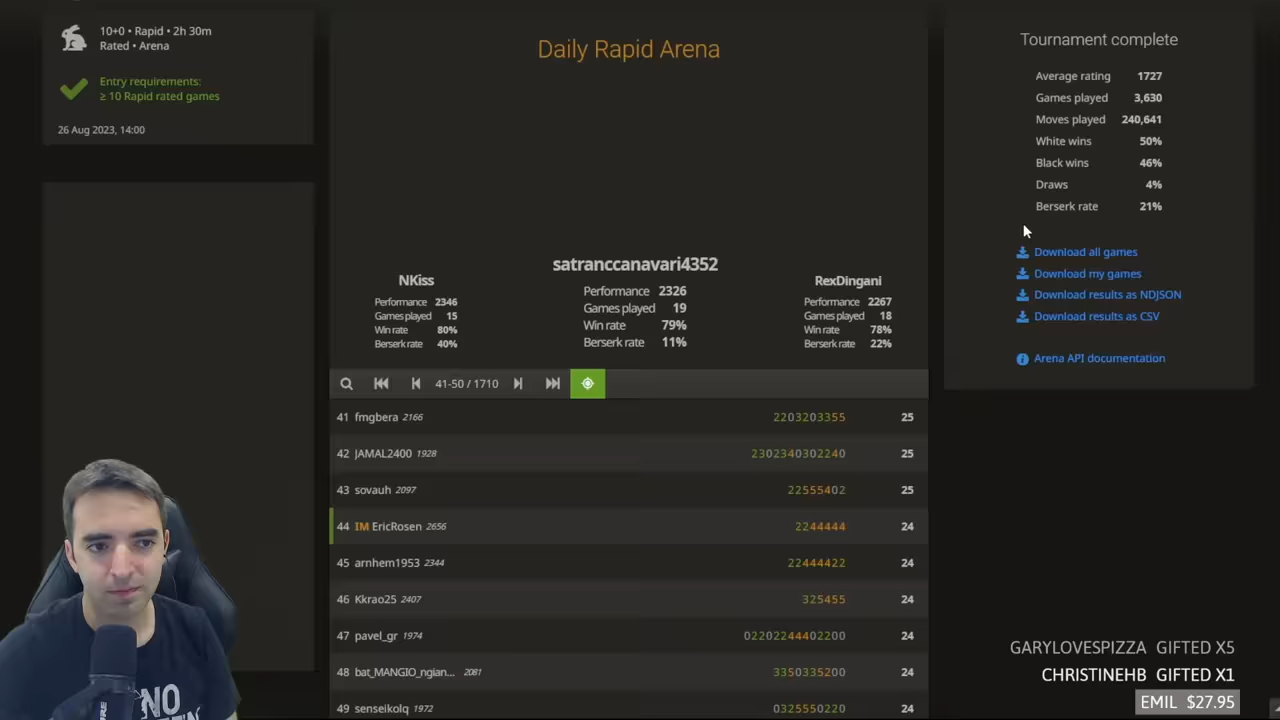 10+0 • Rapid • 2h 30m
Rated • Arena
Entry requirements:
≥ 10 Rapid rated games
26 Aug 2023, 14:00
Daily Rapid Arena
NKiss
Performance 2346
Games played 15
Win rate 80%
Berserk rate 40%
satranccanavari4352
Performance 2326
Games played 19
Win rate 79%
Berserk rate 11%
RexDingani
Performance 2267
Games played 18
Win rate 78%
Berserk rate 22%
41-50 / 1710
41 fmgbera 2166 2203203355 25
42 JAMAL2400 1928 2302340302240 25
43 sovauh 2097 22555402 25
44 IM EricRosen 2656 2244444 24
45 arnhem1953 2344 22444422 24
46 Kkrao25 2407 325455 24
47 pavel_gr 1974 02202244402200 24
48 bat_MANGIO_ngian... 2081 3350335200 24
49 senseikolq 1972 0325550220 24
Tournament complete
Average rating 1727
Games played 3,630
Moves played 240,641
White wins 50%
Black wins 46%
Draws 4%
Berserk rate 21%
Download all games
Download my games
Download results as NDJSON
Download results as CSV
Arena API documentation
GARYLOVESPIZZA GIFTED X5
CHRISTINEHB GIFTED X1
EMIL $27.95
NO